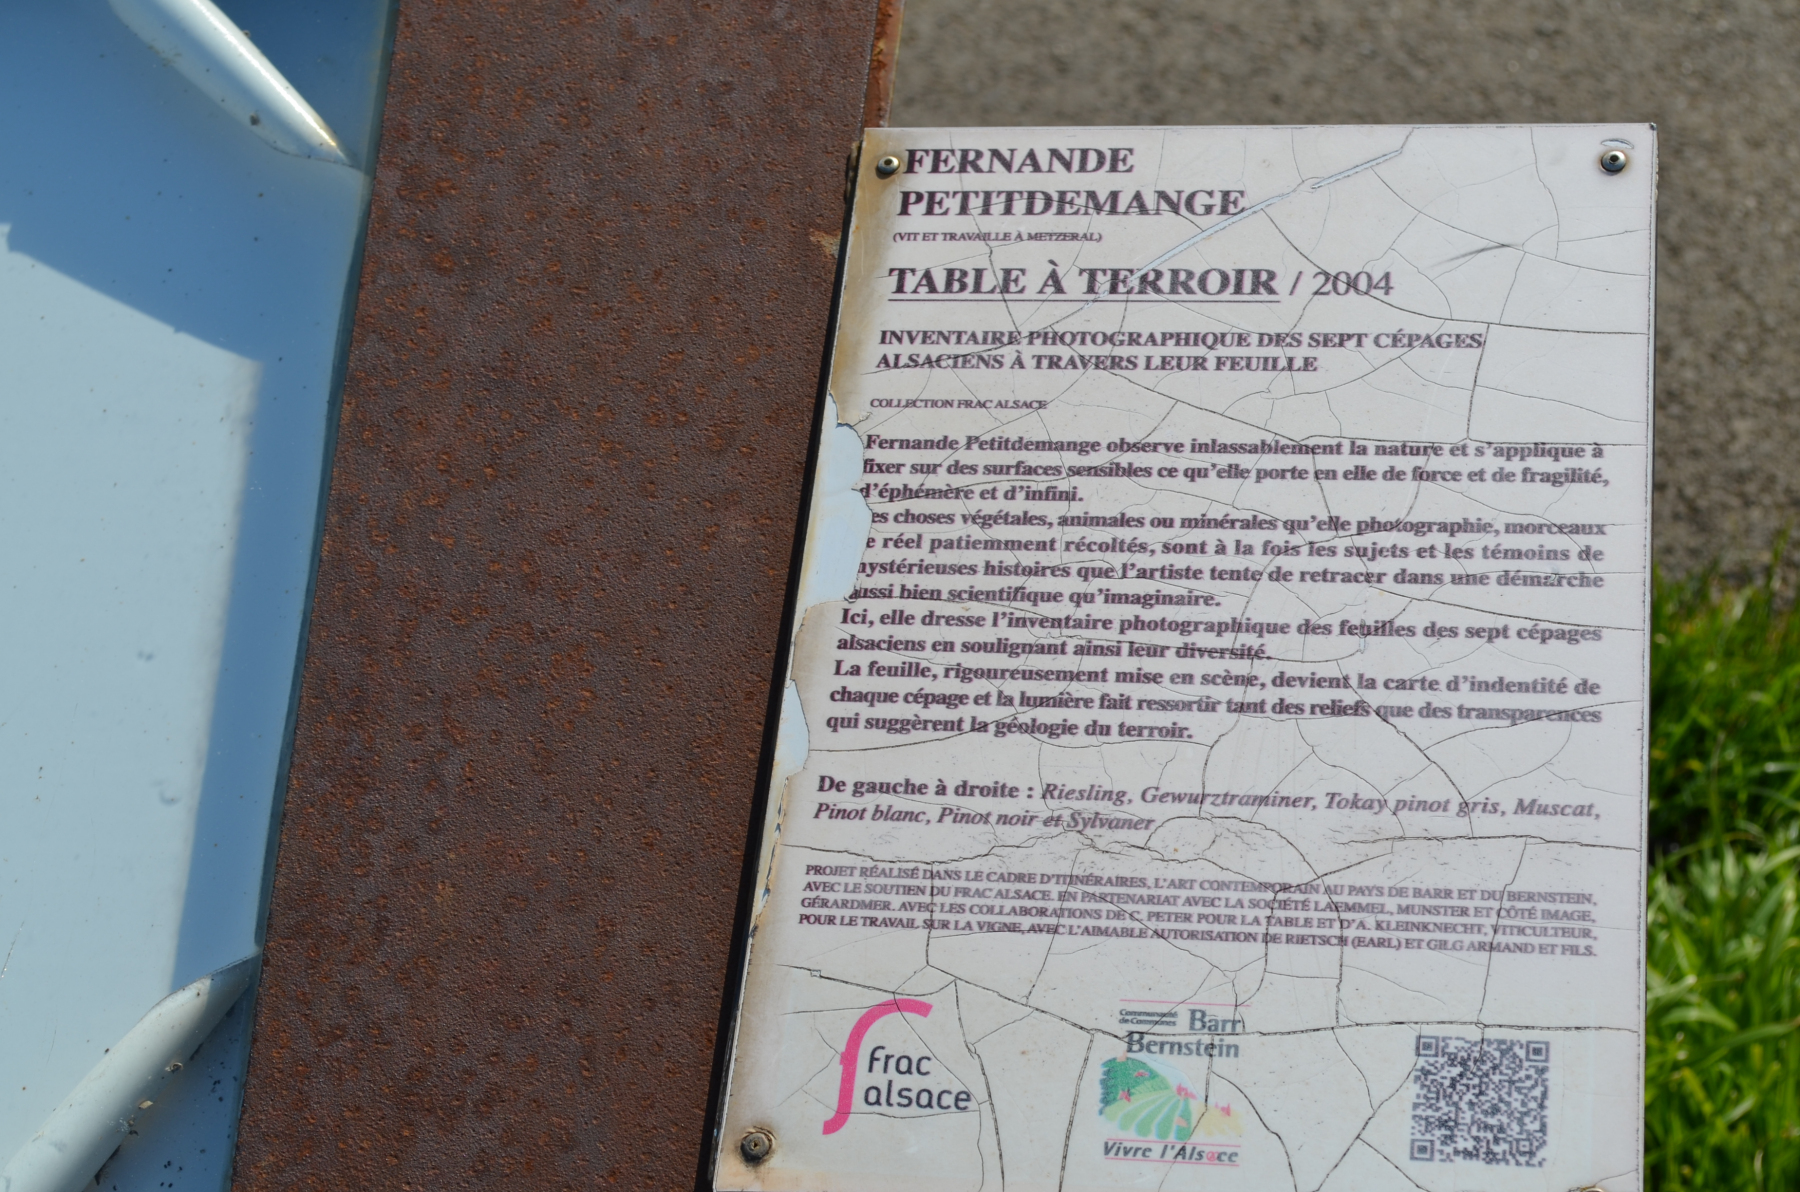 FERNANDE
PETITDEMANGE
(VIT ET TRAVAILLE À METZERAL)
TABLE À TERROIR / 2004
INVENTAIRE PHOTOGRAPHIQUE DES SEPT CÉPAGES
ALSACIENS À TRAVERS LEUR FEUILLE
COLLECTION FRAC ALSACE
Fernande Petitdemange observe inlassablement la nature et s'applique à
fixer sur des surfaces sensibles ce qu'elle porte en elle de force et de fragilité,
d'éphémère et d'infini.
es choses végétales, animales ou minérales qu'elle photographie, morceaux
e réel patiemment récoltés, sont à la fois les sujets et les témoins de
mystérieuses histoires que l'artiste tente de retracer dans une démarche
aussi bien scientifique qu'imaginaire.
Ici, elle dresse l'inventaire photographique des feuilles des sept cépages
alsaciens en soulignant ainsi leur diversité.
La feuille, rigoureusement mise en scène, devient la carte d'indentité de
chaque cépage et la lumière fait ressortir tant des reliefs que des transparences
qui suggèrent la géologie du terroir.
De gauche à droite : Riesling, Gewurztraminer, Tokay pinot gris, Muscat,
Pinot blanc, Pinot noir et Sylvaner
PROJET RÉALISÉ DANS LE CADRE D'ITINÉRAIRES, L'ART CONTEMPORAIN AU PAYS DE BARR ET DU BERNSTEIN,
AVEC LE SOUTIEN DU FRAC ALSACE. EN PARTENARIAT AVEC LA SOCIÉTÉ LAEMMEL, MUNSTER ET CÔTÉ IMAGE,
GÉRARDMER. AVEC LES COLLABORATIONS DE C. PETER POUR LA TABLE ET D'A. KLEINKNECHT, VITICULTEUR,
POUR LE TRAVAIL SUR LA VIGNE, AVEC L'AIMABLE AUTORISATION DE RIETSCH (EARL) ET GILG ARMAND ET FILS.
frac
alsace
Communauté
de Communes Barr
Bernstein
Vivre l'Alsace